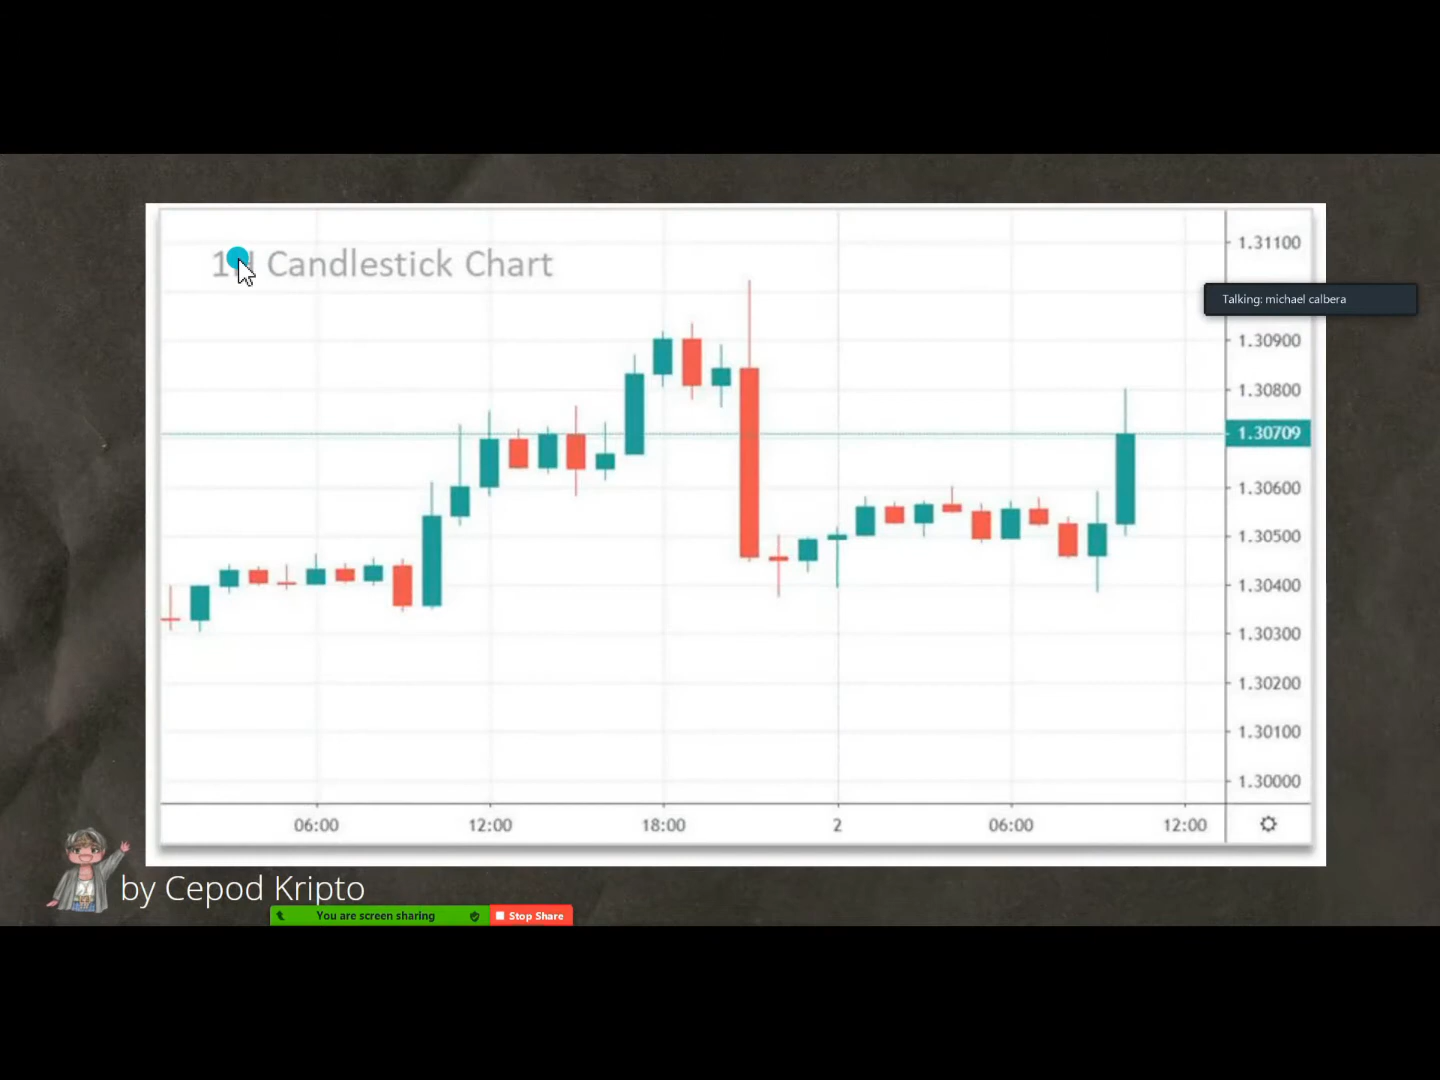 1H Candlestick Chart
1.31100
Talking: michael calbera
1.30900
1.30800
1.30709
1.30600
1.30500
1.30400
1.30300
1.30200
1.30100
1.30000
06:00 12:00 18:00 2 06:00 12:00
by Cepod Kripto
You are screen sharing Stop Share